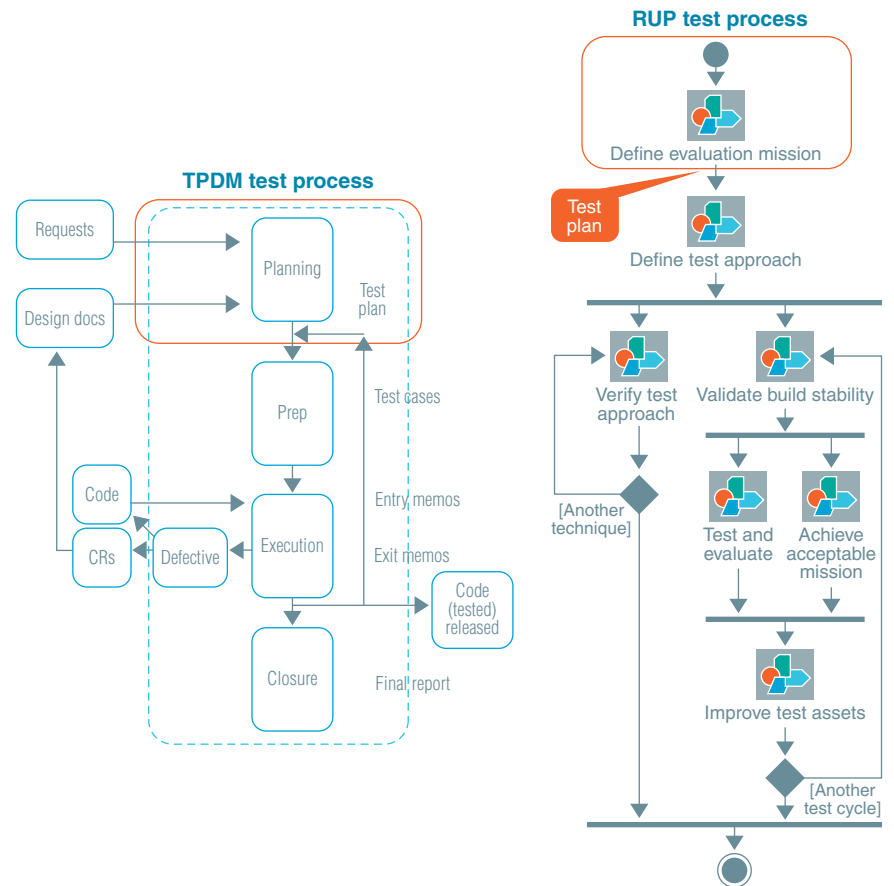 TPDM test process
Requests
Planning
Test
plan
Design docs
Prep
Test cases
Code
Entry memos
Execution
CRs
Defective
Exit memos
Code
(tested)
released
Closure
Final report
RUP test process
Define evaluation mission
Test
plan
Define test approach
Verify test
approach
Validate build stability
[Another
technique]
Test and
evaluate
Achieve
acceptable
mission
Improve test assets
[Another
test cycle]